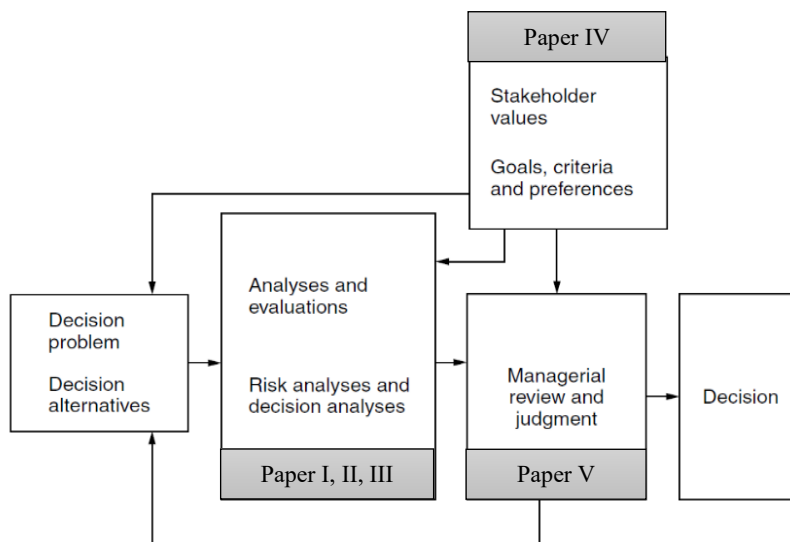 Paper IV
Stakeholder
values
Goals, criteria
and preferences
Decision
problem
Decision
alternatives
Analyses and
evaluations
Risk analyses and
decision analyses
Paper I, II, III
Managerial
review and
judgment
Paper V
Decision